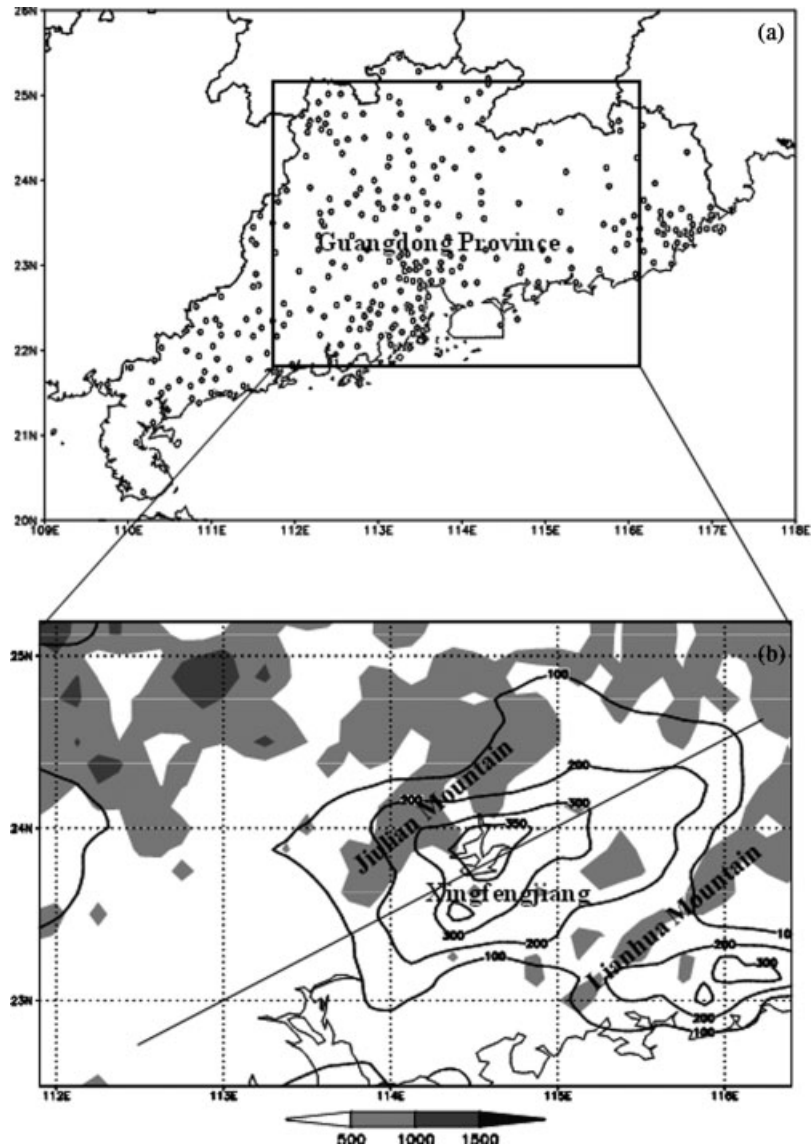 26N
(a)
25N
24N
Guangdong Province
23N
22N
21N
20N
109E 110E 111E 112E 113E 114E 115E 116E 117E 118E
25N
(b)
100
200
300
350
24N
Jiulian Mountain
Xingfengjiang
Lianhua Mountain
300
200
100
10
200
300
23N
200
100
112E 113E 114E 115E 116E
500 1000 1500